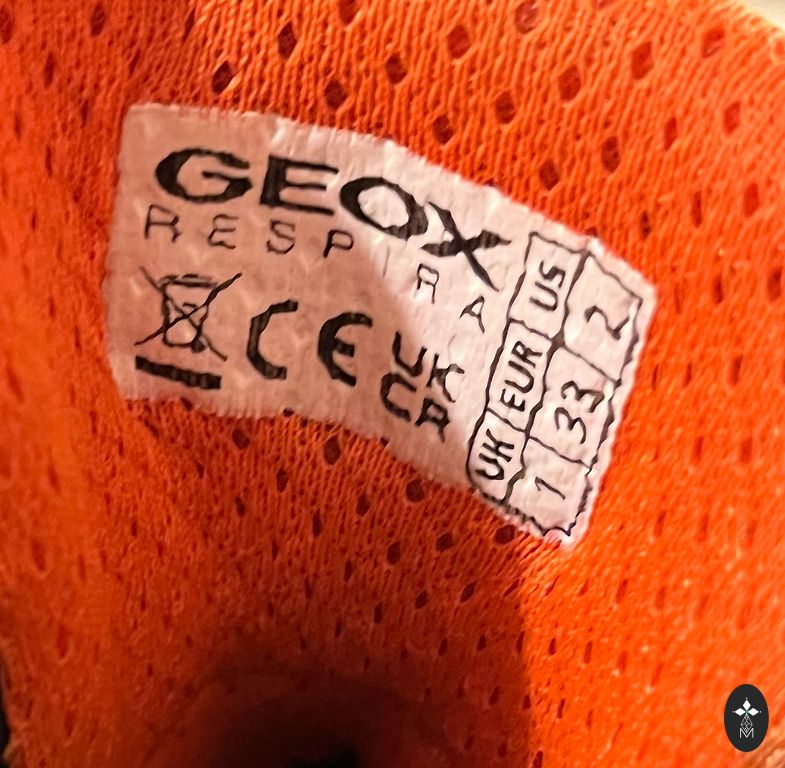 GEOX
RESPIRA
CE UK
CA
UK EUR US
1 33 2
M